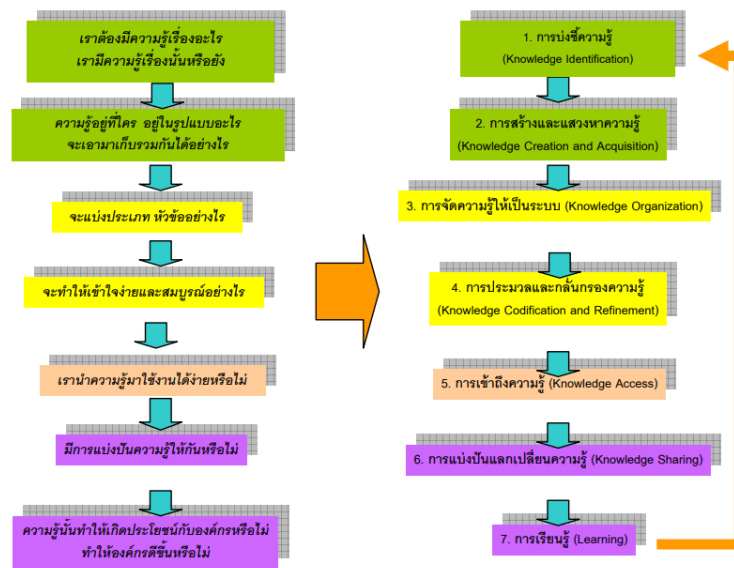 เราต้องมีความรู้เรื่องอะไร
เรามีความรู้เรื่องนั้นหรือยัง
ความรู้อยู่ที่ใคร อยู่ในรูปแบบอะไร
จะเอามาเก็บรวมกันได้อย่างไร
จะแบ่งประเภท หัวข้ออย่างไร
จะทำให้เข้าใจง่ายและสมบูรณ์อย่างไร
เรานำความรู้มาใช้งานได้ง่ายหรือไม่
มีการแบ่งปันความรู้ให้กันหรือไม่
ความรู้นั้นทำให้เกิดประโยชน์กับองค์กรหรือไม่
ทำให้องค์กรดีขึ้นหรือไม่
1. การบ่งชี้ความรู้
(Knowledge Identification)
2. การสร้างและแสวงหาความรู้
(Knowledge Creation and Acquisition)
3. การจัดความรู้ให้เป็นระบบ (Knowledge Organization)
4. การประมวลและกลั่นกรองความรู้
(Knowledge Codification and Refinement)
5. การเข้าถึงความรู้ (Knowledge Access)
6. การแบ่งปันแลกเปลี่ยนความรู้ (Knowledge Sharing)
7. การเรียนรู้ (Learning)